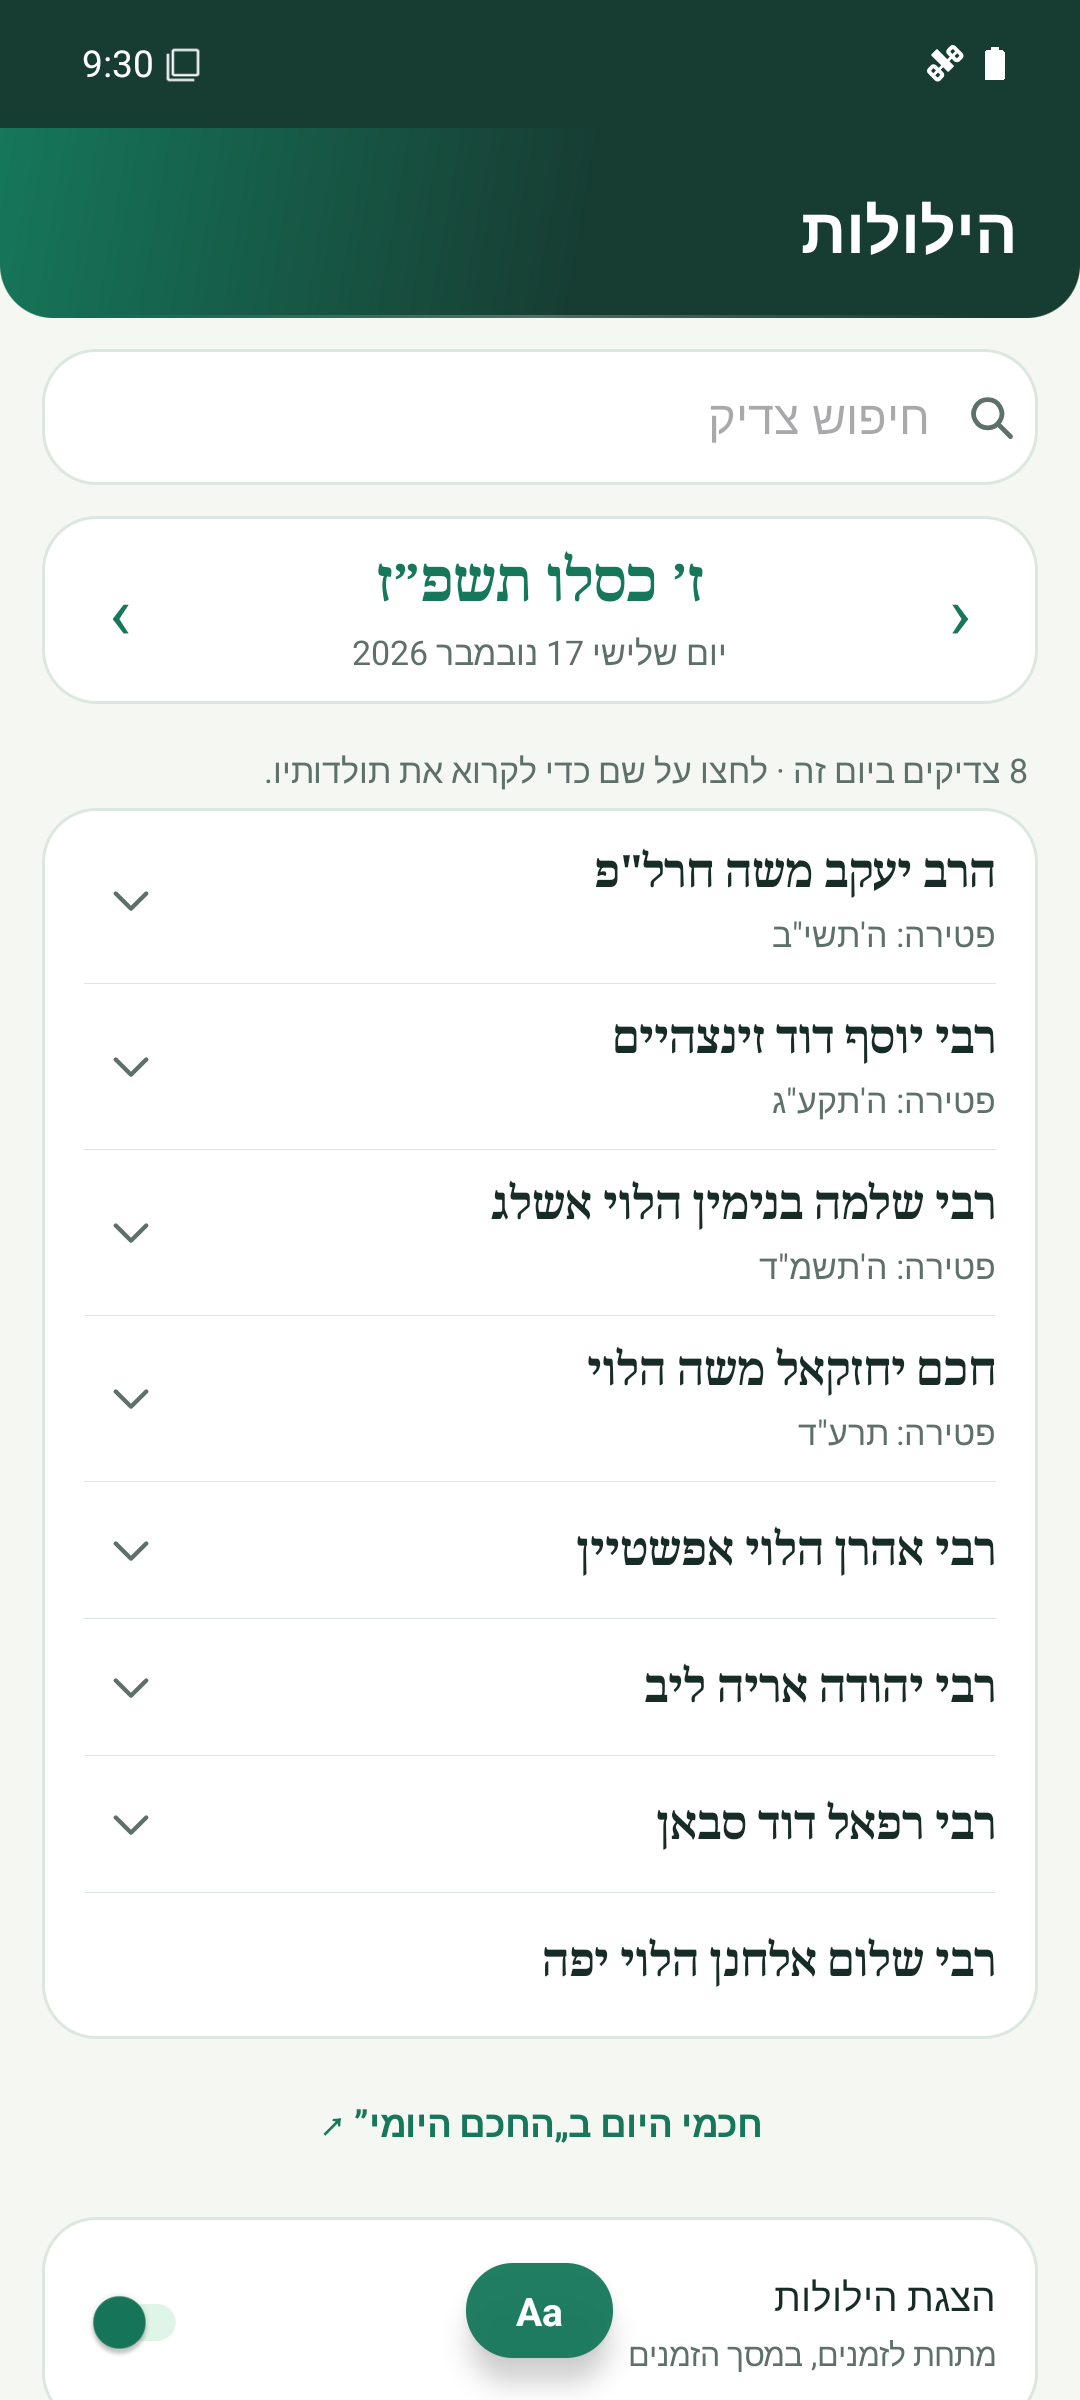 9:30
הילולות
חיפוש צדיק
ז׳ כסלו תשפ״ז
יום שלישי 17 נובמבר 2026
8 צדיקים ביום זה · לחצו על שם כדי לקרוא את תולדותיו.
הרב יעקב משה חרל"פ
פטירה: ה'תשי"ב
רבי יוסף דוד זינצהיים
פטירה: ה'תקע"ג
רבי שלמה בנימין הלוי אשלג
פטירה: ה'תשמ"ד
חכם יחזקאל משה הלוי
פטירה: תרע"ד
רבי אהרן הלוי אפשטיין
רבי יהודה אריה ליב
רבי רפאל דוד סבאן
רבי שלום אלחנן הלוי יפה
חכמי היום ב„החכם היומי” ↗
הצגת הילולות
מתחת לזמנים, במסך הזמנים
Aa